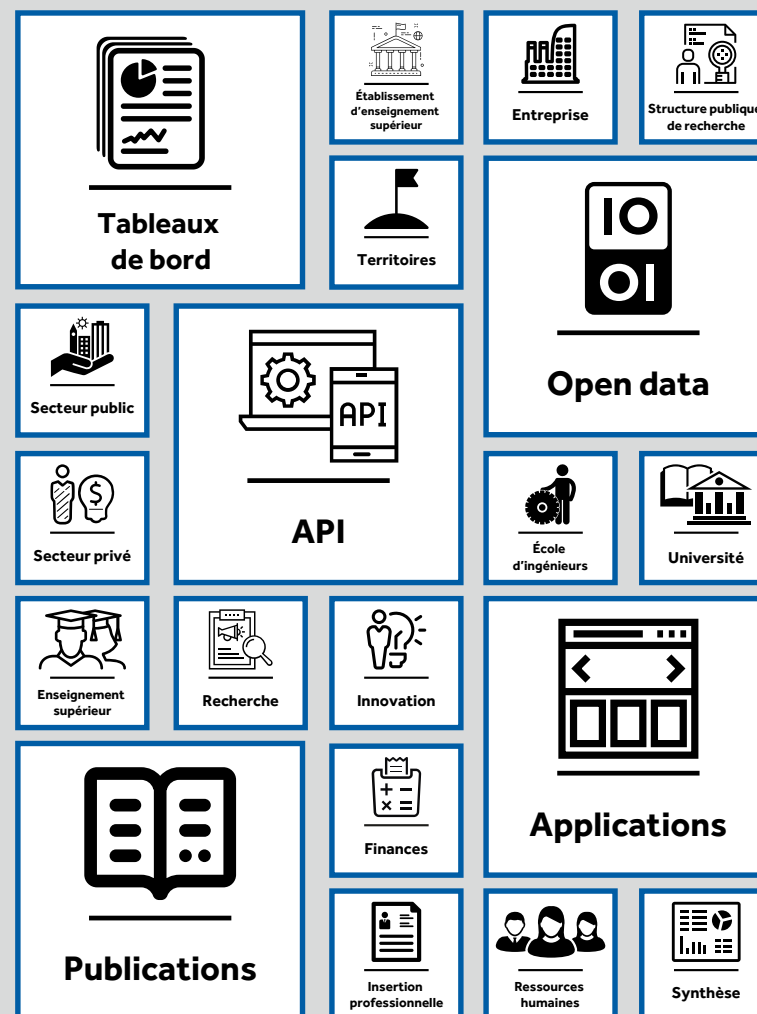 Tableaux
de bord
Établissement
d'enseignement
supérieur
Entreprise
Structure publique
de recherche
Territoires
IO
OI
Open data
Secteur public
API
API
Secteur privé
$
École
d'ingénieurs
Université
Enseignement
supérieur
Recherche
Innovation
Applications
Publications
+ −
× =
Finances
Insertion
professionnelle
Ressources
humaines
Synthèse